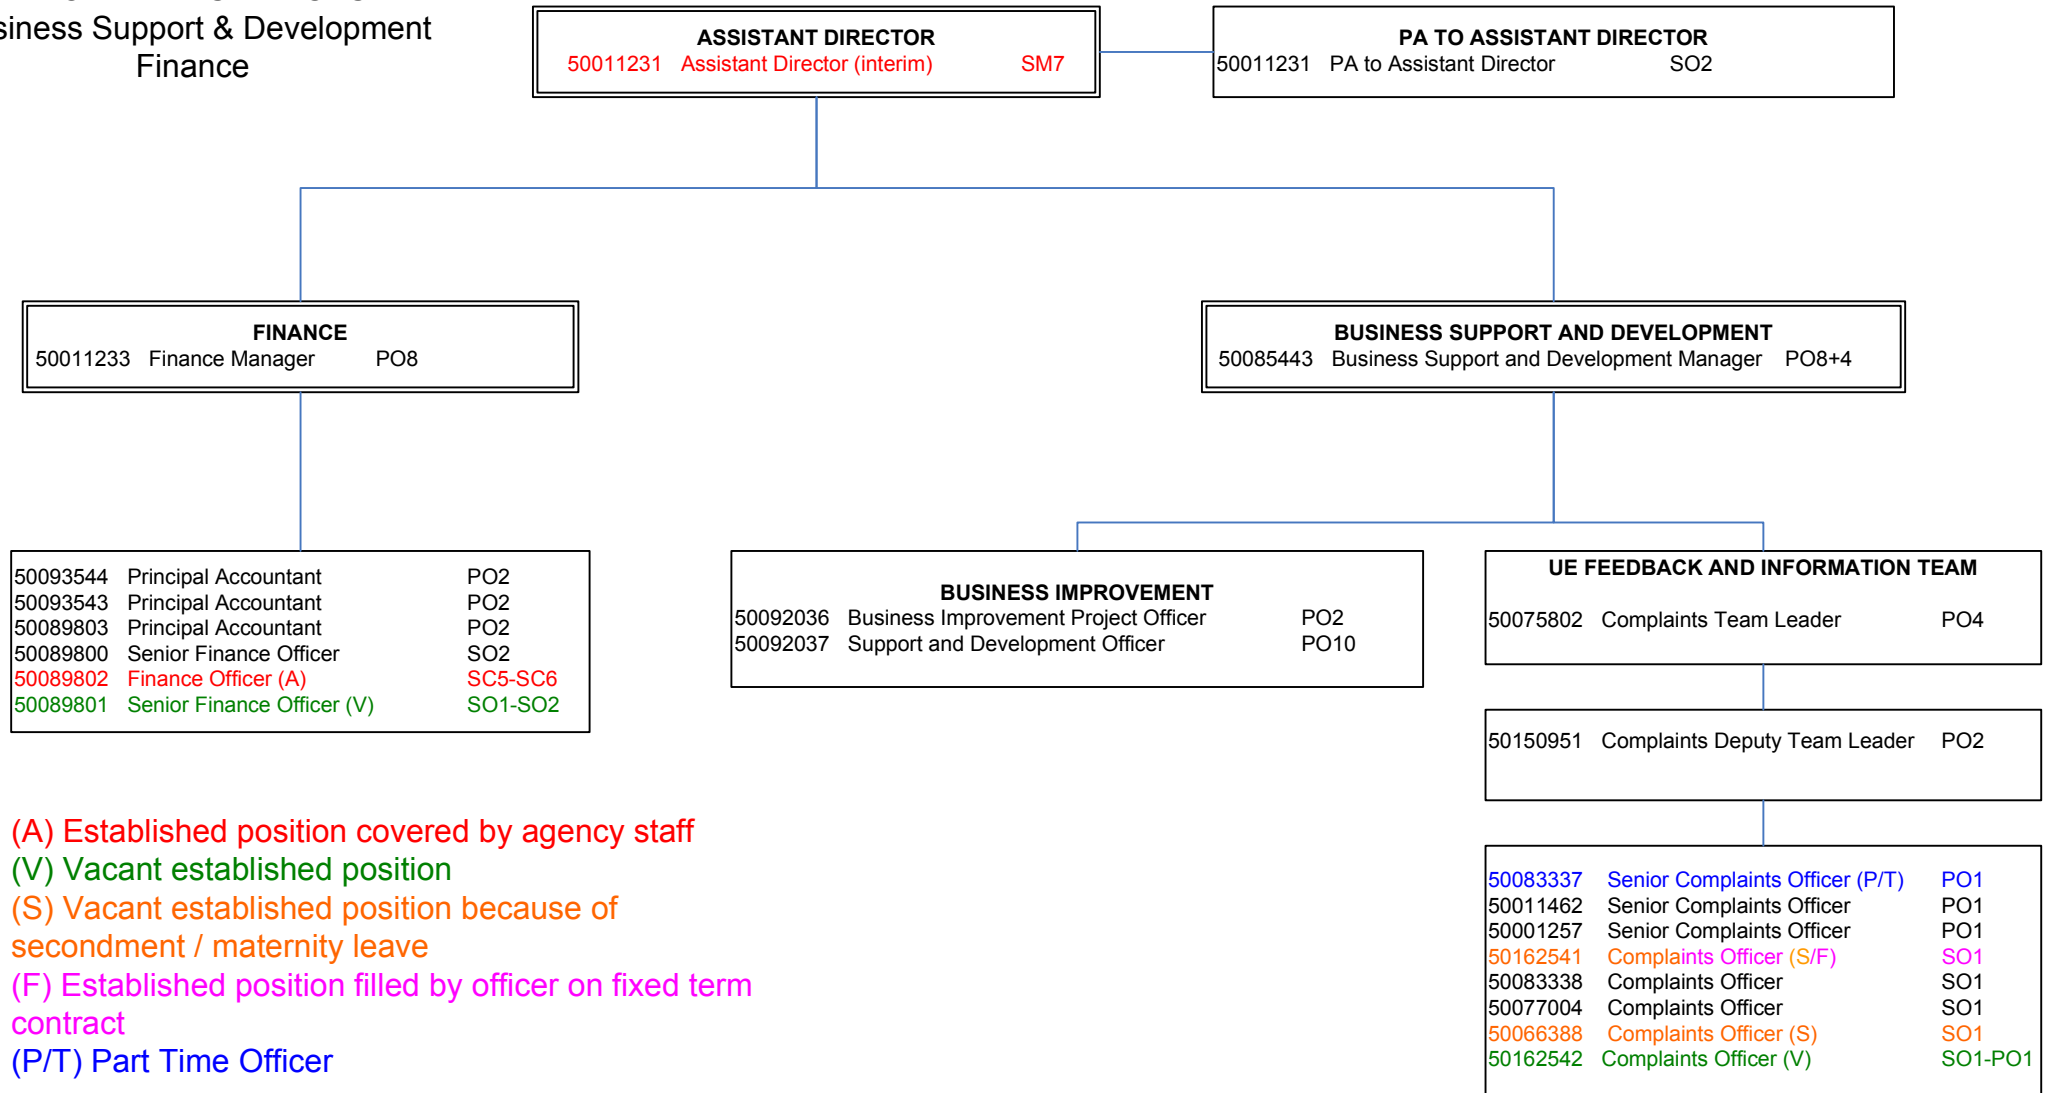 Business Support & Development
Finance
ASSISTANT DIRECTOR
50011231 Assistant Director (interim) SM7
PA TO ASSISTANT DIRECTOR
50011231 PA to Assistant Director SO2
FINANCE
50011233 Finance Manager PO8
BUSINESS SUPPORT AND DEVELOPMENT
50085443 Business Support and Development Manager PO8+4
50093544 Principal Accountant PO2
50093543 Principal Accountant PO2
50089803 Principal Accountant PO2
50089800 Senior Finance Officer SO2
50089802 Finance Officer (A) SC5-SC6
50089801 Senior Finance Officer (V) SO1-SO2
BUSINESS IMPROVEMENT
50092036 Business Improvement Project Officer PO2
50092037 Support and Development Officer PO10
UE FEEDBACK AND INFORMATION TEAM
50075802 Complaints Team Leader PO4
50150951 Complaints Deputy Team Leader PO2
50083337 Senior Complaints Officer (P/T) PO1
50011462 Senior Complaints Officer PO1
50001257 Senior Complaints Officer PO1
50162541 Complaints Officer (S/F) SO1
50083338 Complaints Officer SO1
50077004 Complaints Officer SO1
50066388 Complaints Officer (S) SO1
50162542 Complaints Officer (V) SO1-PO1
(A) Established position covered by agency staff
(V) Vacant established position
(S) Vacant established position because of
secondment / maternity leave
(F) Established position filled by officer on fixed term
contract
(P/T) Part Time Officer